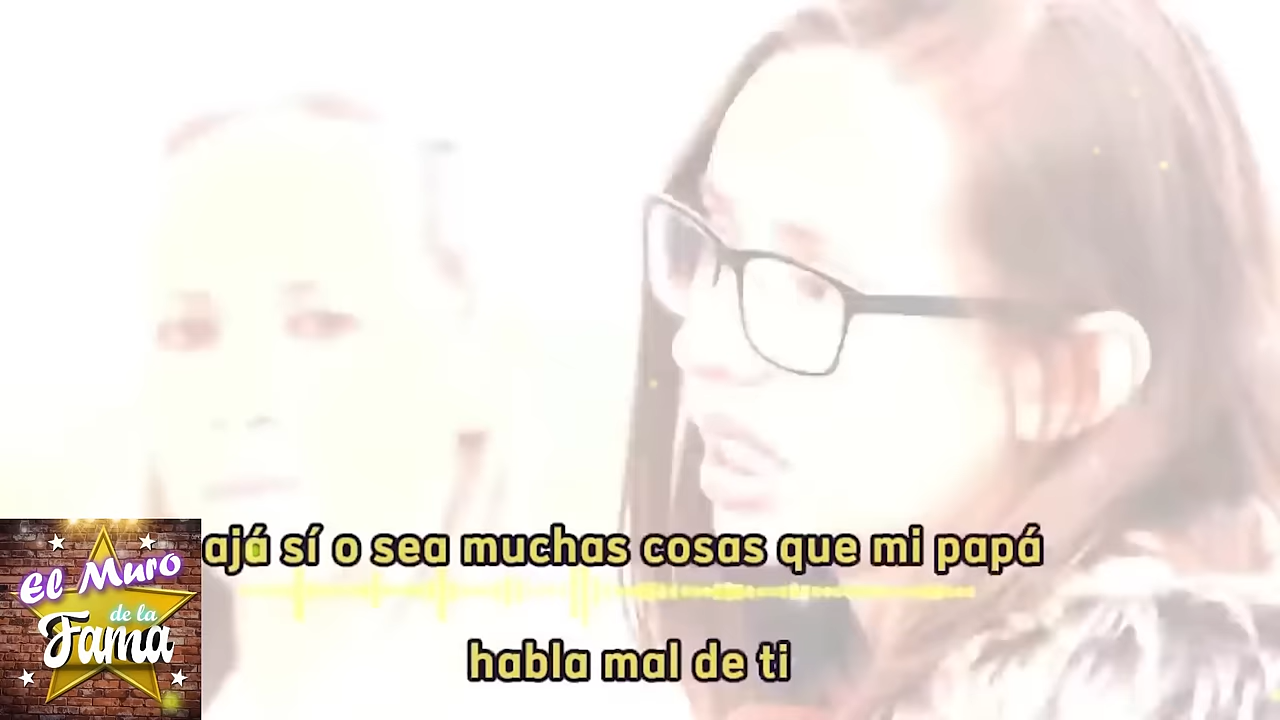 ajá sí o sea muchas cosas que mi papá
habla mal de ti
El Muro
de la
Fama